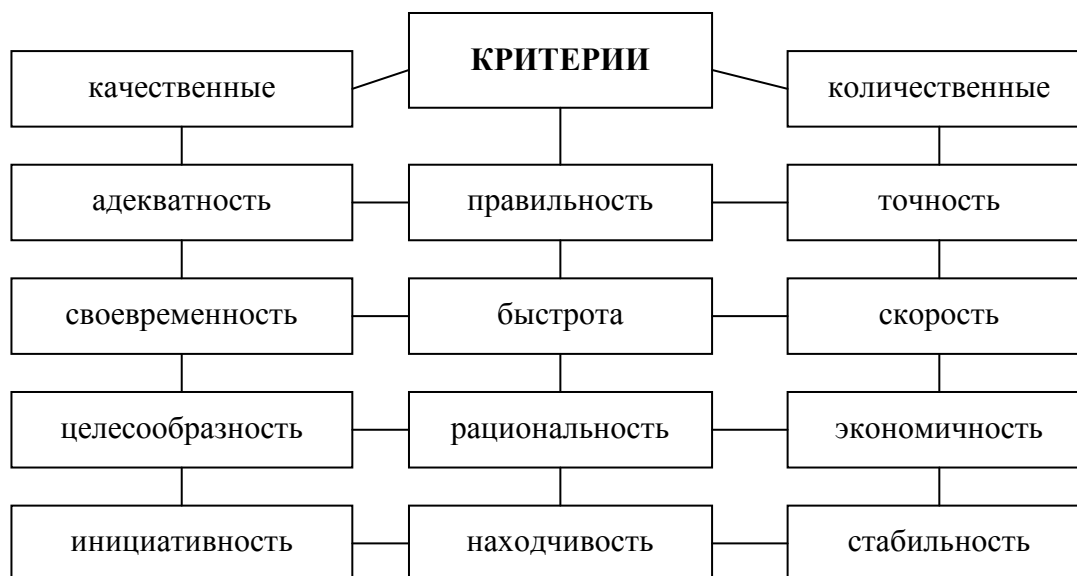 КРИТЕРИИ
качественные
количественные
адекватность
правильность
точность
своевременность
быстрота
скорость
целесообразность
рациональность
экономичность
инициативность
находчивость
стабильность